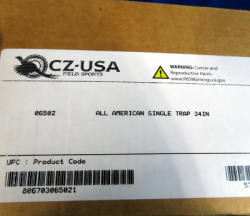 CZ-USA
FIELD SPORTS
WARNING: Cancer and
Reproductive Harm-
www.P65Warnings.ca.gov
06502 ALL AMERICAN SINGLE TRAP 34IN
UPC : Product Code
806703065021